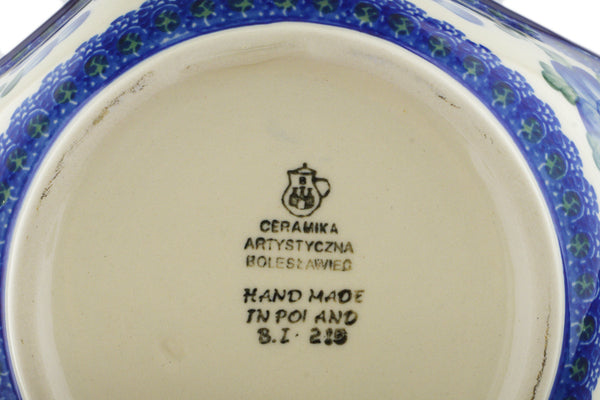 B
CERAMIKA
ARTYSTYCZNA
BOLESŁAWIEC
HAND MADE
IN POLAND
B.I.